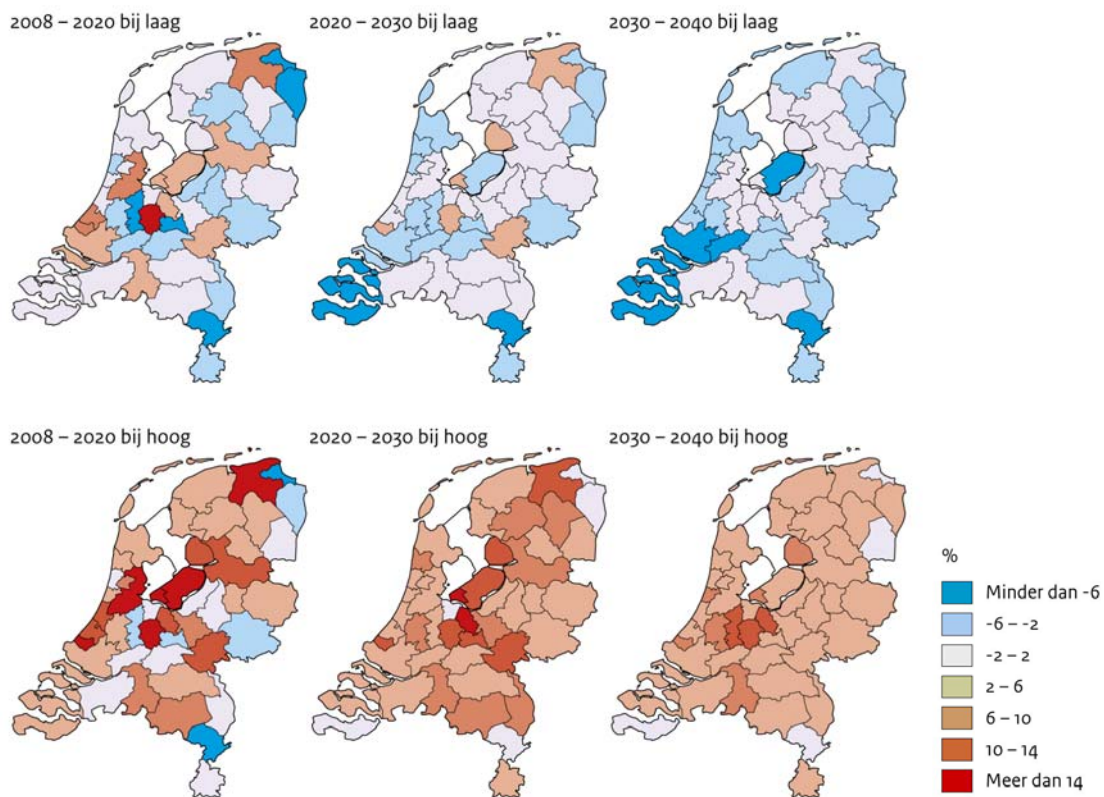 2008 – 2020 bij laag
2020 – 2030 bij laag
2030 – 2040 bij laag
2008 – 2020 bij hoog
2020 – 2030 bij hoog
2030 – 2040 bij hoog
%
Minder dan -6
-6 – -2
-2 – 2
2 – 6
6 – 10
10 – 14
Meer dan 14